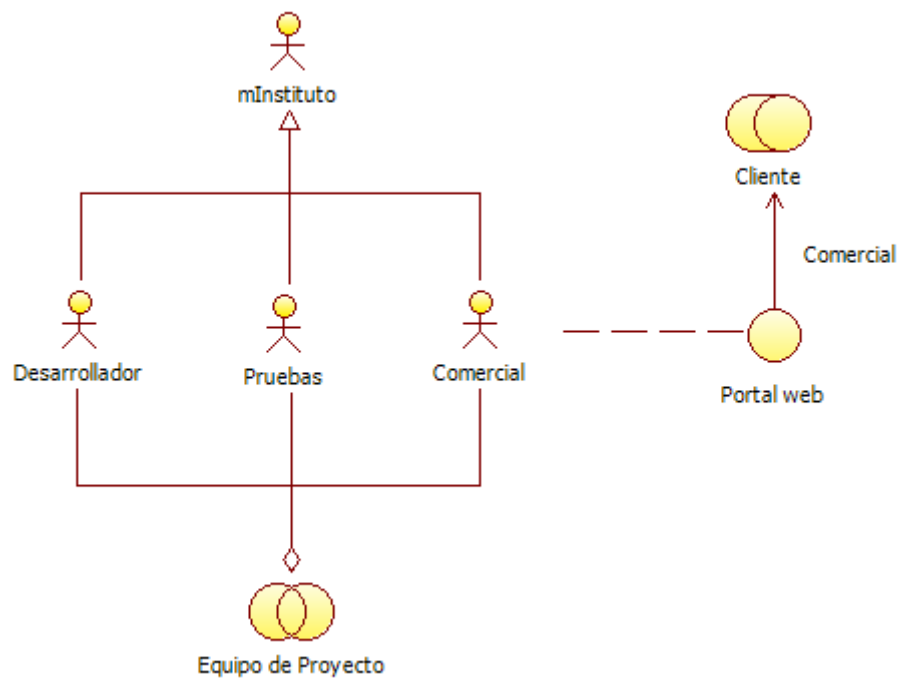 mInstituto
Cliente
Comercial
Desarrollador
Pruebas
Comercial
Portal web
Equipo de Proyecto